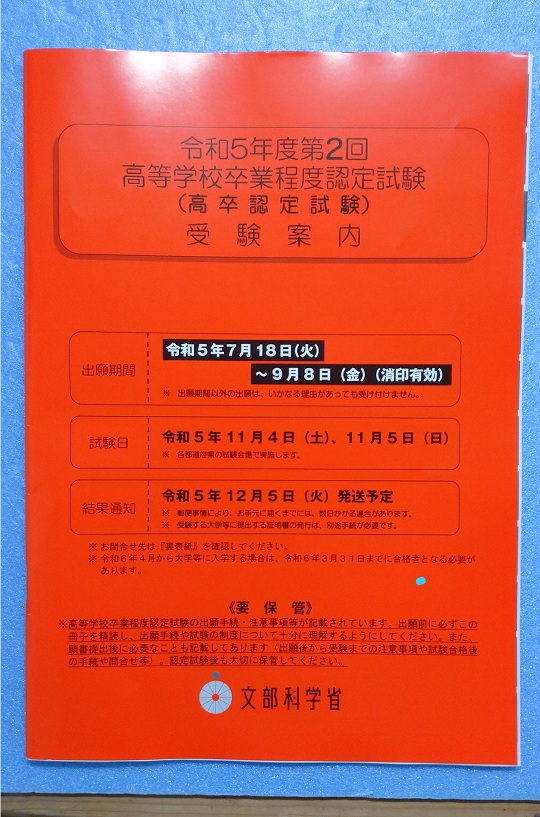 令和5年度第2回
高等学校卒業程度認定試験
(高卒認定試験)
受験案内
出願期間
令和5年7月18日(火)
～9月8日(金)(消印有効)
※ 出願期間以外の出願は、いかなる理由があっても受け付けません。
試験日
令和5年11月4日(土)、11月5日(日)
※ 各都道府県の試験会場で実施します。
結果通知
令和5年12月5日(火)発送予定
※ 郵便事情により、お手元に届くまでには、数日かかる場合があります。
※ 受験する大学等に提出する証明書の発行は、別途手続が必要です。
※ お問合せ先は『裏表紙』を確認してください。
※ 令和6年4月から大学等に入学する場合は、令和6年3月31日までに合格者となる必要が
あります。
《要保管》
※高等学校卒業程度認定試験の出願手続・注意事項等が記載されています。出願前に必ずこの
冊子を精読し、出願手続や試験の制度について十分に理解するようにしてください。また、
願書提出後に必要なことも記載してあります(出願後から受験までの注意事項や試験合格後
の手続や問合せ等)。認定試験後も大切に保管してください。
文部科学省